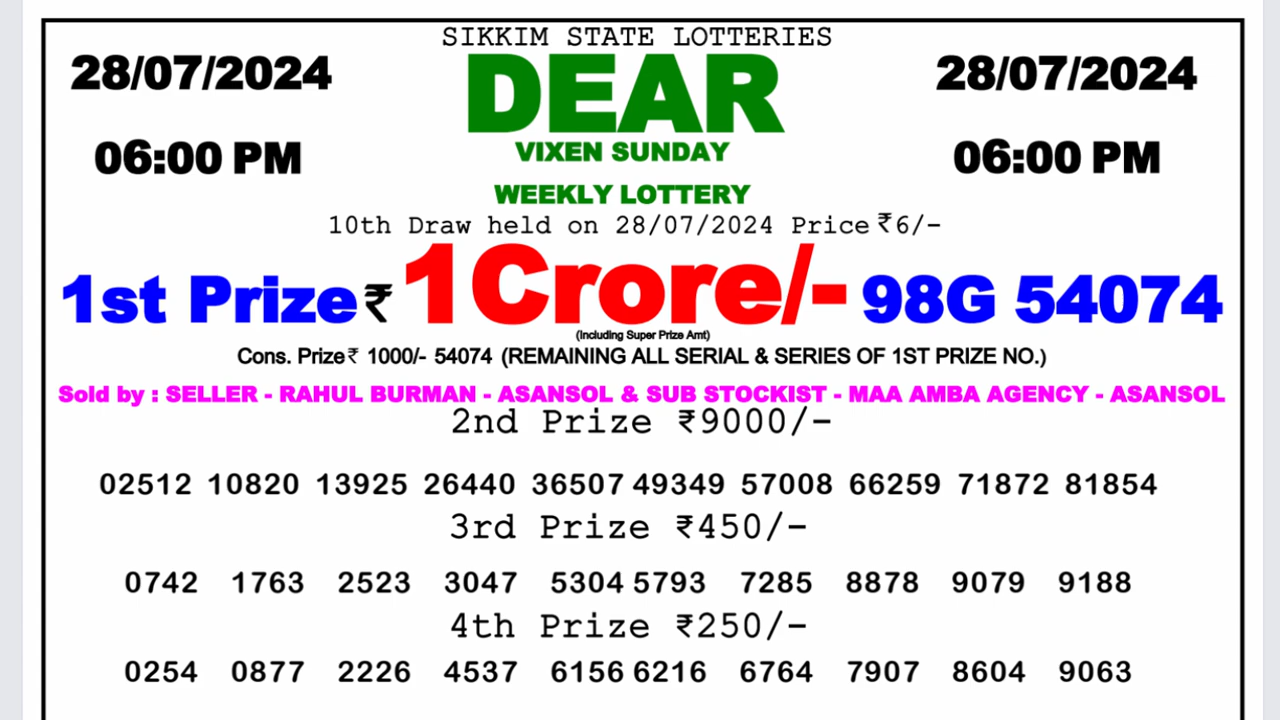 SIKKIM STATE LOTTERIES
28/07/2024 DEAR 28/07/2024
06:00 PM VIXEN SUNDAY 06:00 PM
WEEKLY LOTTERY
10th Draw held on 28/07/2024 Price ₹6/-
1st Prize ₹ 1Crore/- 98G 54074
(Including Super Prize Amt)
Cons. Prize₹ 1000/- 54074 (REMAINING ALL SERIAL & SERIES OF 1ST PRIZE NO.)
Sold by : SELLER - RAHUL BURMAN - ASANSOL & SUB STOCKIST - MAA AMBA AGENCY - ASANSOL
2nd Prize ₹9000/-
02512 10820 13925 26440 36507 49349 57008 66259 71872 81854
3rd Prize ₹450/-
0742 1763 2523 3047 5304 5793 7285 8878 9079 9188
4th Prize ₹250/-
0254 0877 2226 4537 6156 6216 6764 7907 8604 9063